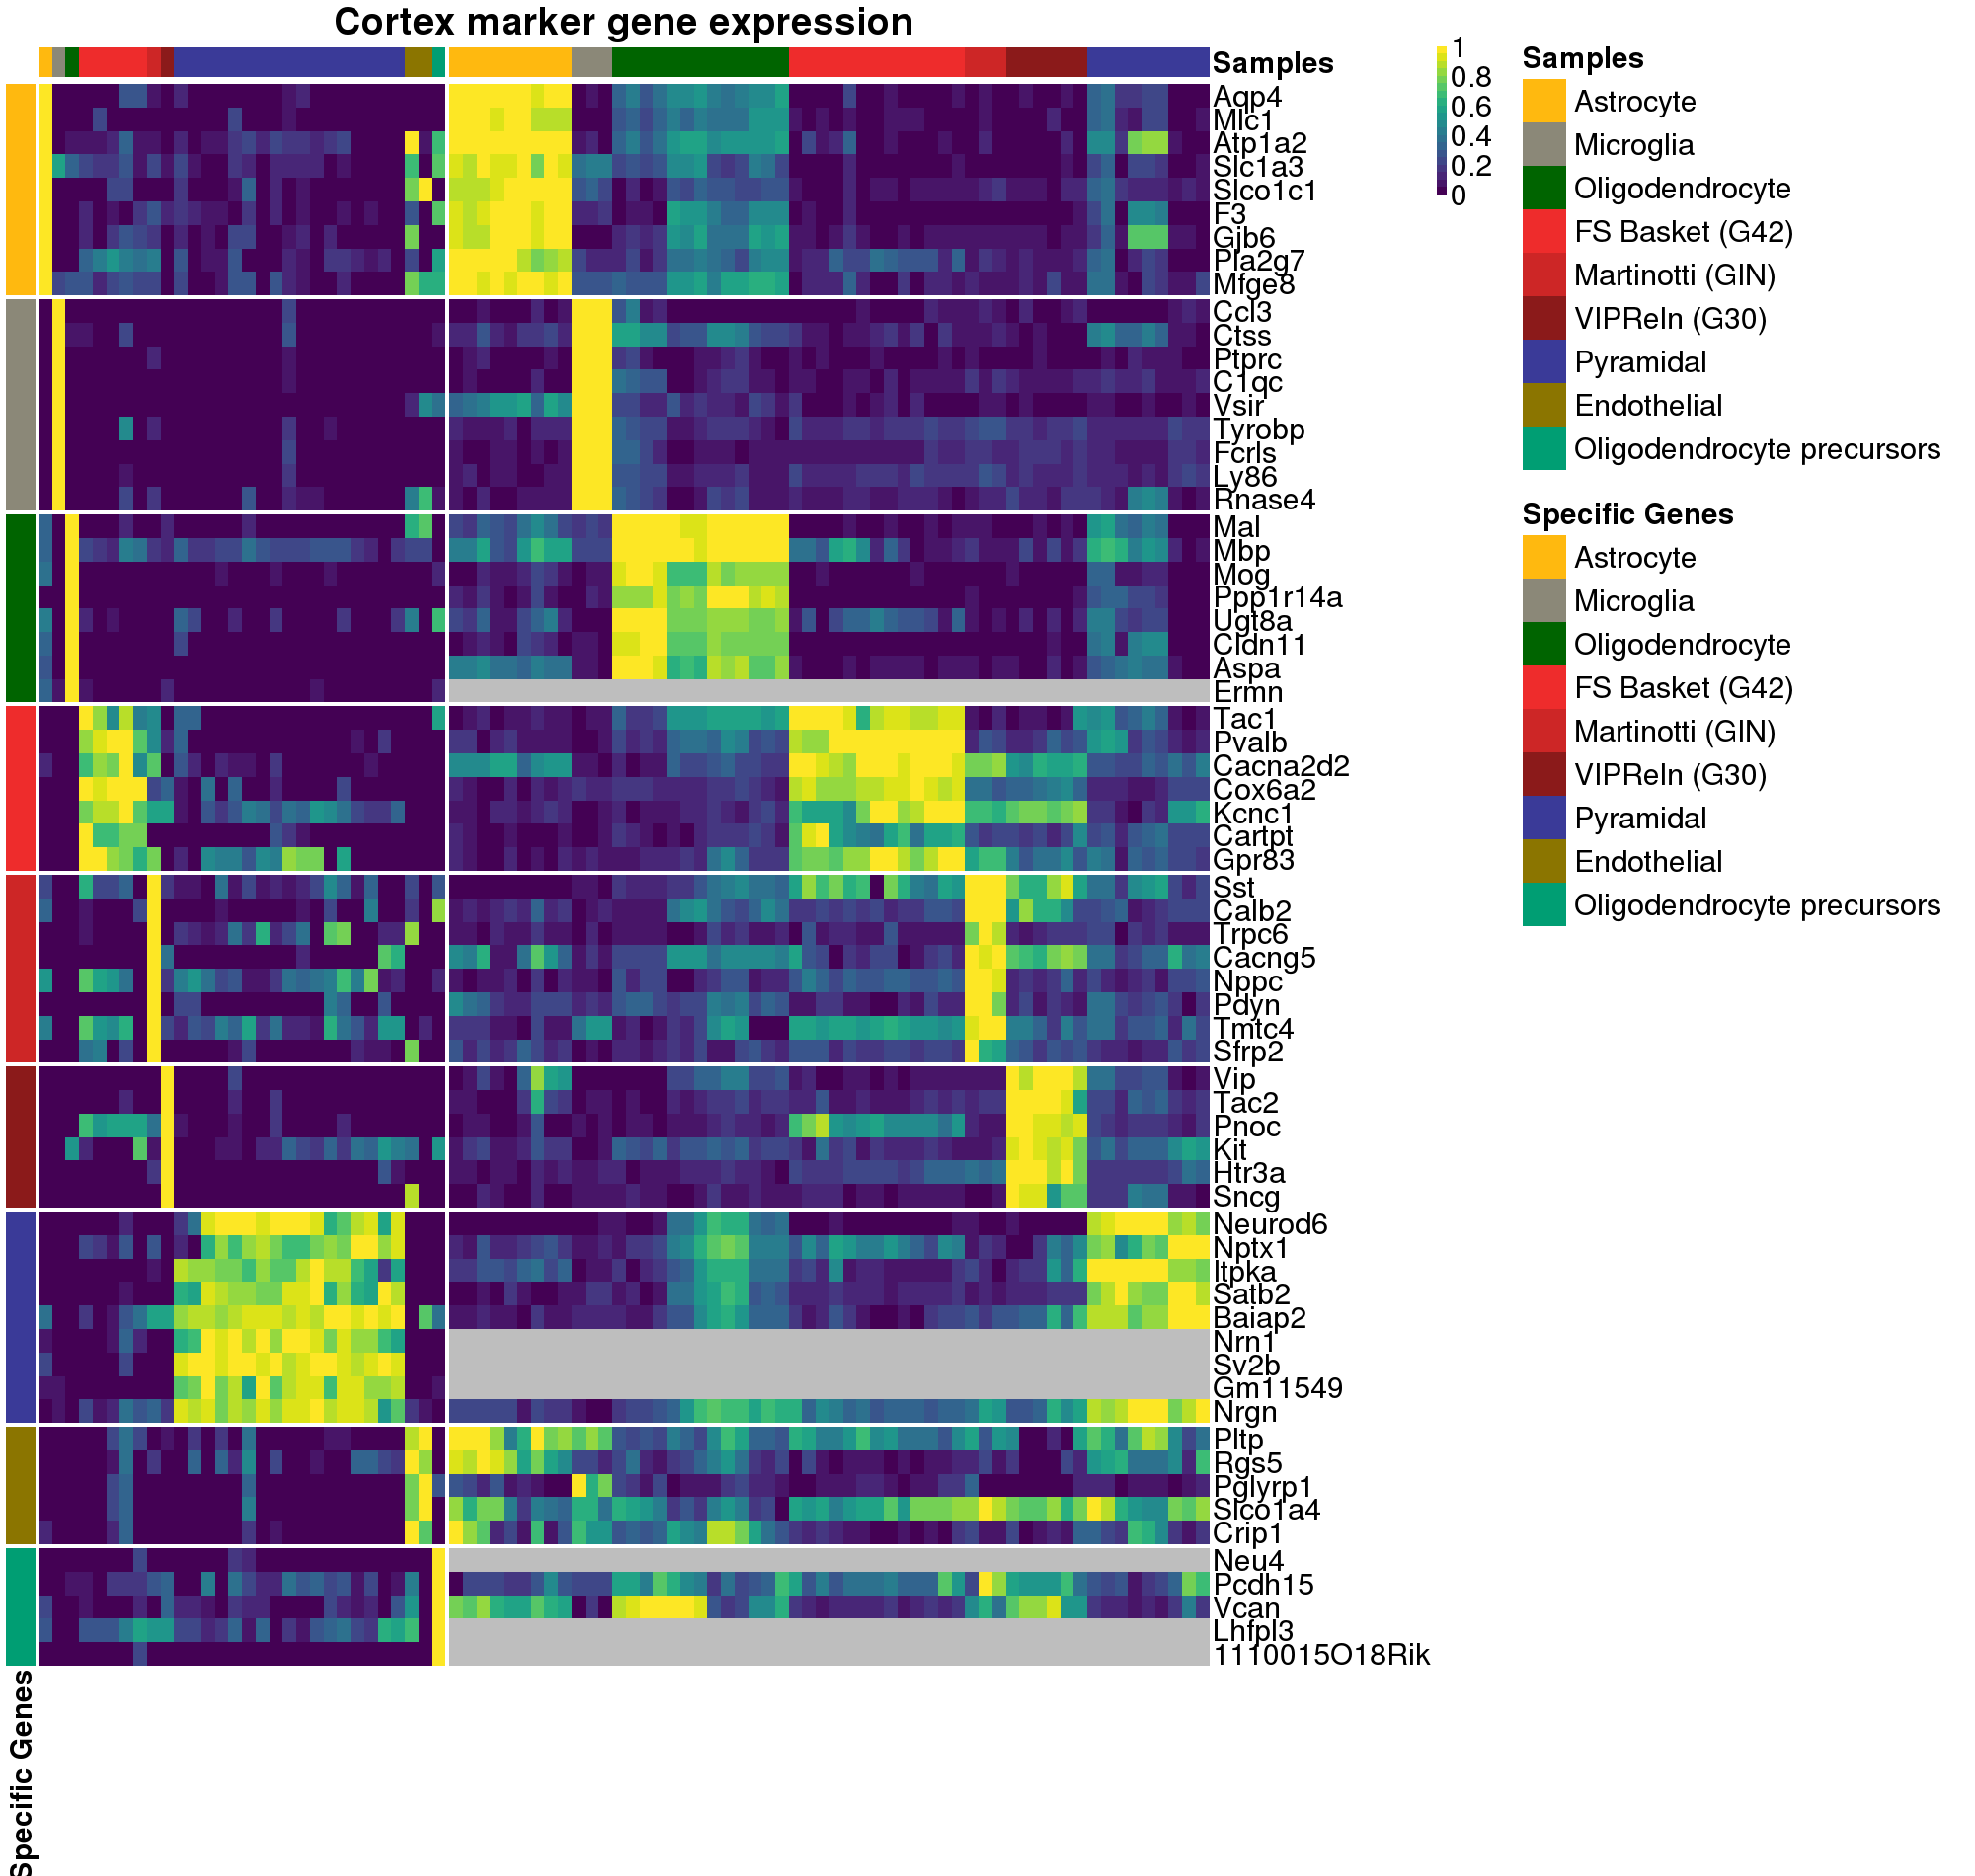 Cortex marker gene expression
Samples
Aqp4
Mlc1
Atp1a2
Slc1a3
Slco1c1
F3
Gjb6
Pla2g7
Mfge8
Ccl3
Ctss
Ptprc
C1qc
Vsir
Tyrobp
Fcrls
Ly86
Rnase4
Mal
Mbp
Mog
Ppp1r14a
Ugt8a
Cldn11
Aspa
Ermn
Tac1
Pvalb
Cacna2d2
Cox6a2
Kcnc1
Cartpt
Gpr83
Sst
Calb2
Trpc6
Cacng5
Nppc
Pdyn
Tmtc4
Sfrp2
Vip
Tac2
Pnoc
Kit
Htr3a
Sncg
Neurod6
Nptx1
Itpka
Satb2
Baiap2
Nrn1
Sv2b
Gm11549
Nrgn
Pltp
Rgs5
Pglyrp1
Slco1a4
Crip1
Neu4
Pcdh15
Vcan
Lhfpl3
1110015O18Rik
Specific Genes
1
0.8
0.6
0.4
0.2
0
Samples
Astrocyte
Microglia
Oligodendrocyte
FS Basket (G42)
Martinotti (GIN)
VIPReln (G30)
Pyramidal
Endothelial
Oligodendrocyte precursors
Specific Genes
Astrocyte
Microglia
Oligodendrocyte
FS Basket (G42)
Martinotti (GIN)
VIPReln (G30)
Pyramidal
Endothelial
Oligodendrocyte precursors